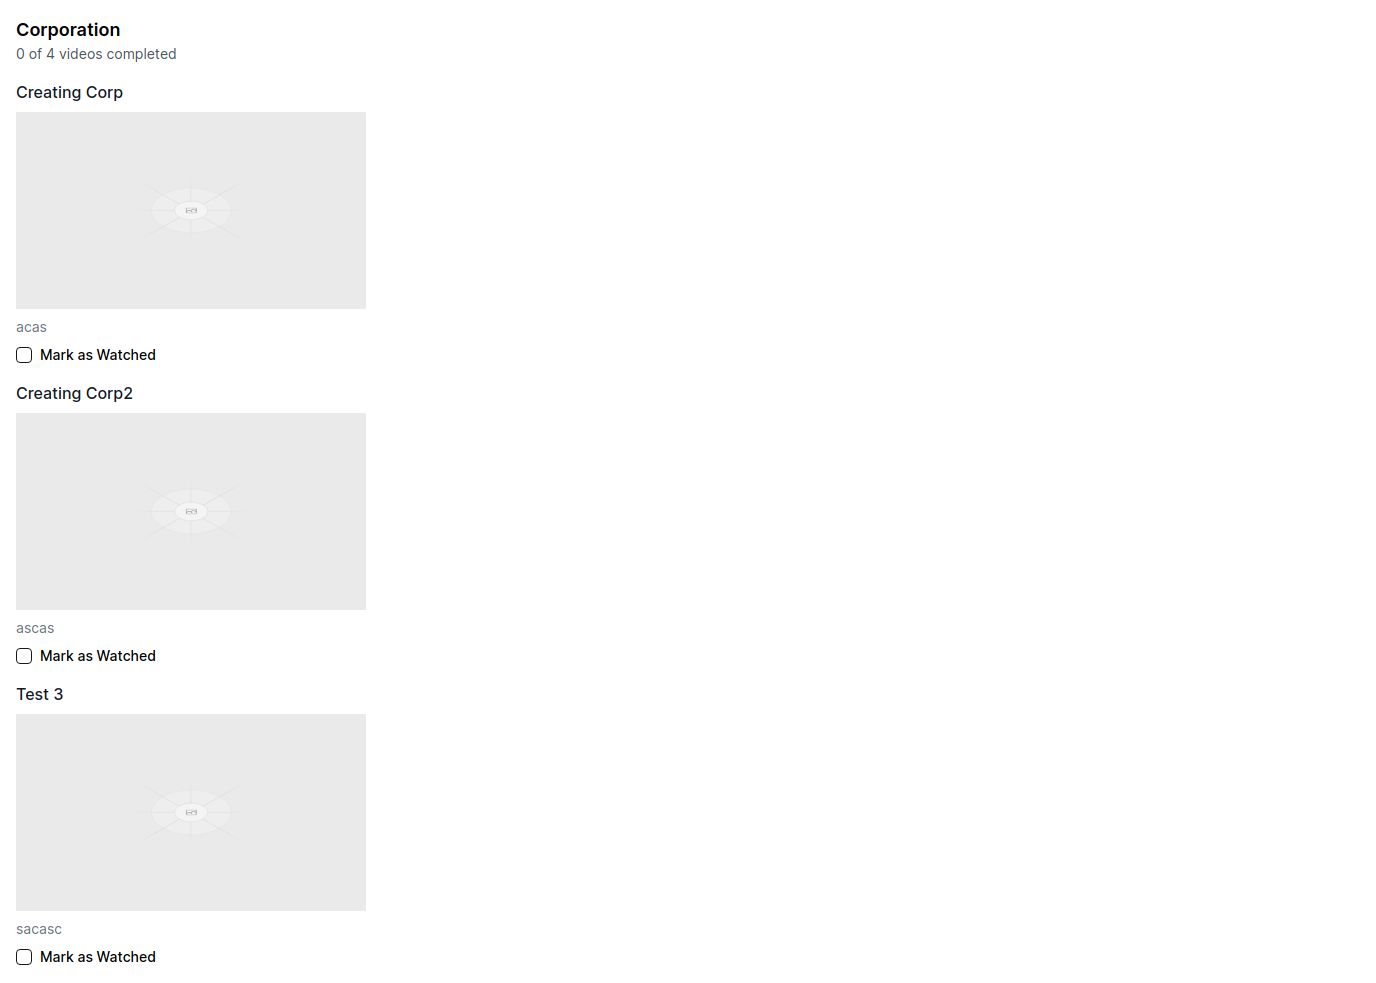 Corporation
0 of 4 videos completed
Creating Corp
acas
Mark as Watched
Creating Corp2
ascas
Mark as Watched
Test 3
sacasc
Mark as Watched